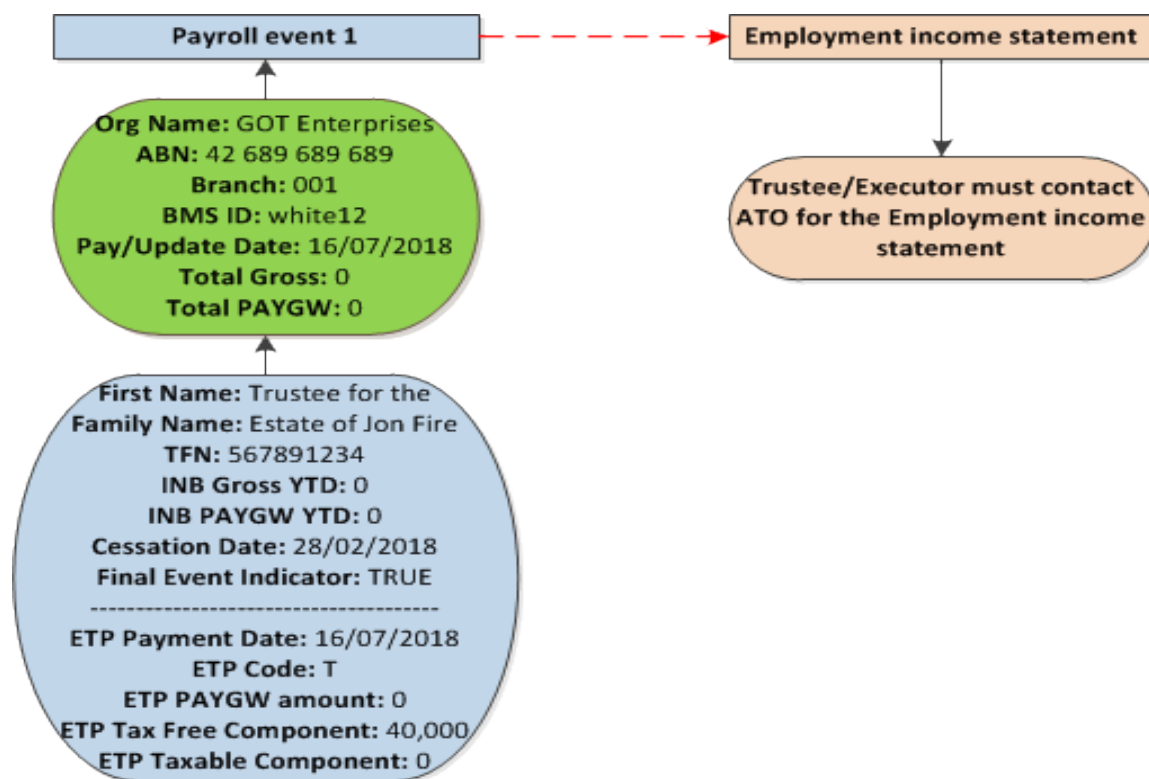 Payroll event 1
Employment income statement
Org Name: GOT Enterprises
ABN: 42 689 689 689
Branch: 001
BMS ID: white12
Pay/Update Date: 16/07/2018
Total Gross: 0
Total PAYGW: 0
Trustee/Executor must contact
ATO for the Employment income
statement
First Name: Trustee for the
Family Name: Estate of Jon Fire
TFN: 567891234
INB Gross YTD: 0
INB PAYGW YTD: 0
Cessation Date: 28/02/2018
Final Event Indicator: TRUE
--------------------------------------
ETP Payment Date: 16/07/2018
ETP Code: T
ETP PAYGW amount: 0
ETP Tax Free Component: 40,000
ETP Taxable Component: 0